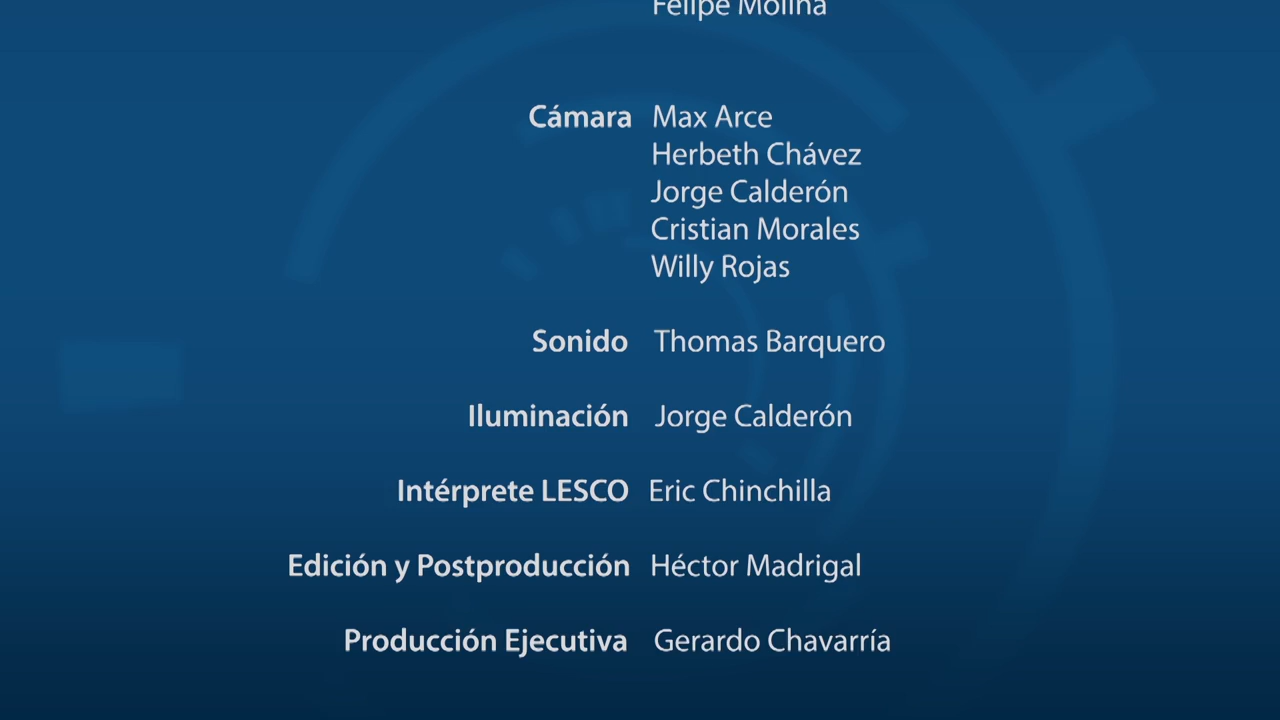 Felipe Molina
Cámara Max Arce
Herbeth Chávez
Jorge Calderón
Cristian Morales
Willy Rojas
Sonido Thomas Barquero
Iluminación Jorge Calderón
Intérprete LESCO Eric Chinchilla
Edición y Postproducción Héctor Madrigal
Producción Ejecutiva Gerardo Chavarría